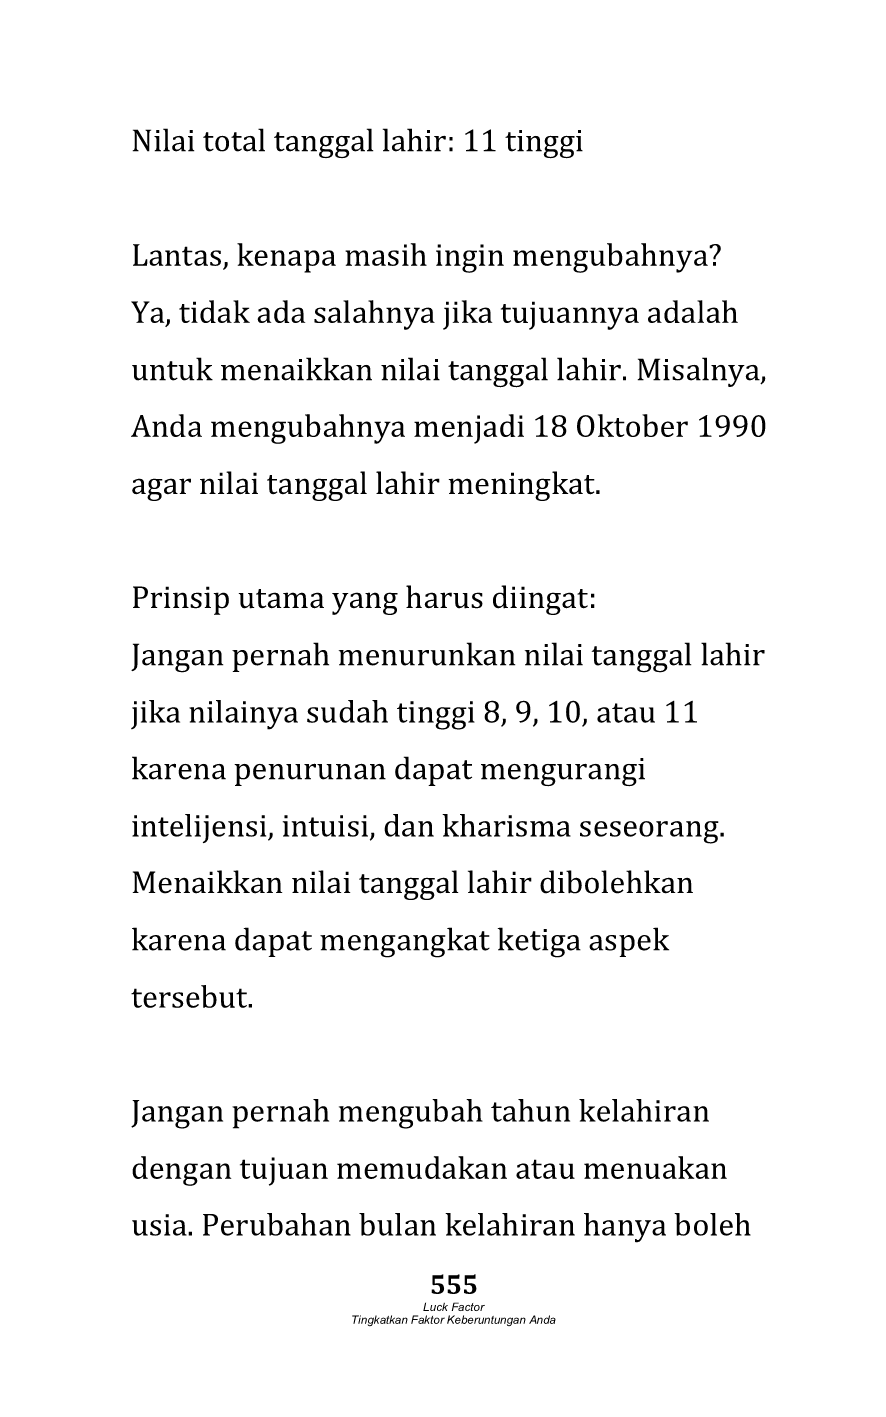 Nilai total tanggal lahir: 11 tinggi
Lantas, kenapa masih ingin mengubahnya?
Ya, tidak ada salahnya jika tujuannya adalah
untuk menaikkan nilai tanggal lahir. Misalnya,
Anda mengubahnya menjadi 18 Oktober 1990
agar nilai tanggal lahir meningkat.
Prinsip utama yang harus diingat:
Jangan pernah menurunkan nilai tanggal lahir
jika nilainya sudah tinggi 8, 9, 10, atau 11
karena penurunan dapat mengurangi
intelijensi, intuisi, dan kharisma seseorang.
Menaikkan nilai tanggal lahir dibolehkan
karena dapat mengangkat ketiga aspek
tersebut.
Jangan pernah mengubah tahun kelahiran
dengan tujuan memudakan atau menuakan
usia. Perubahan bulan kelahiran hanya boleh
555
Luck Factor
Tingkatkan Faktor Keberuntungan Anda